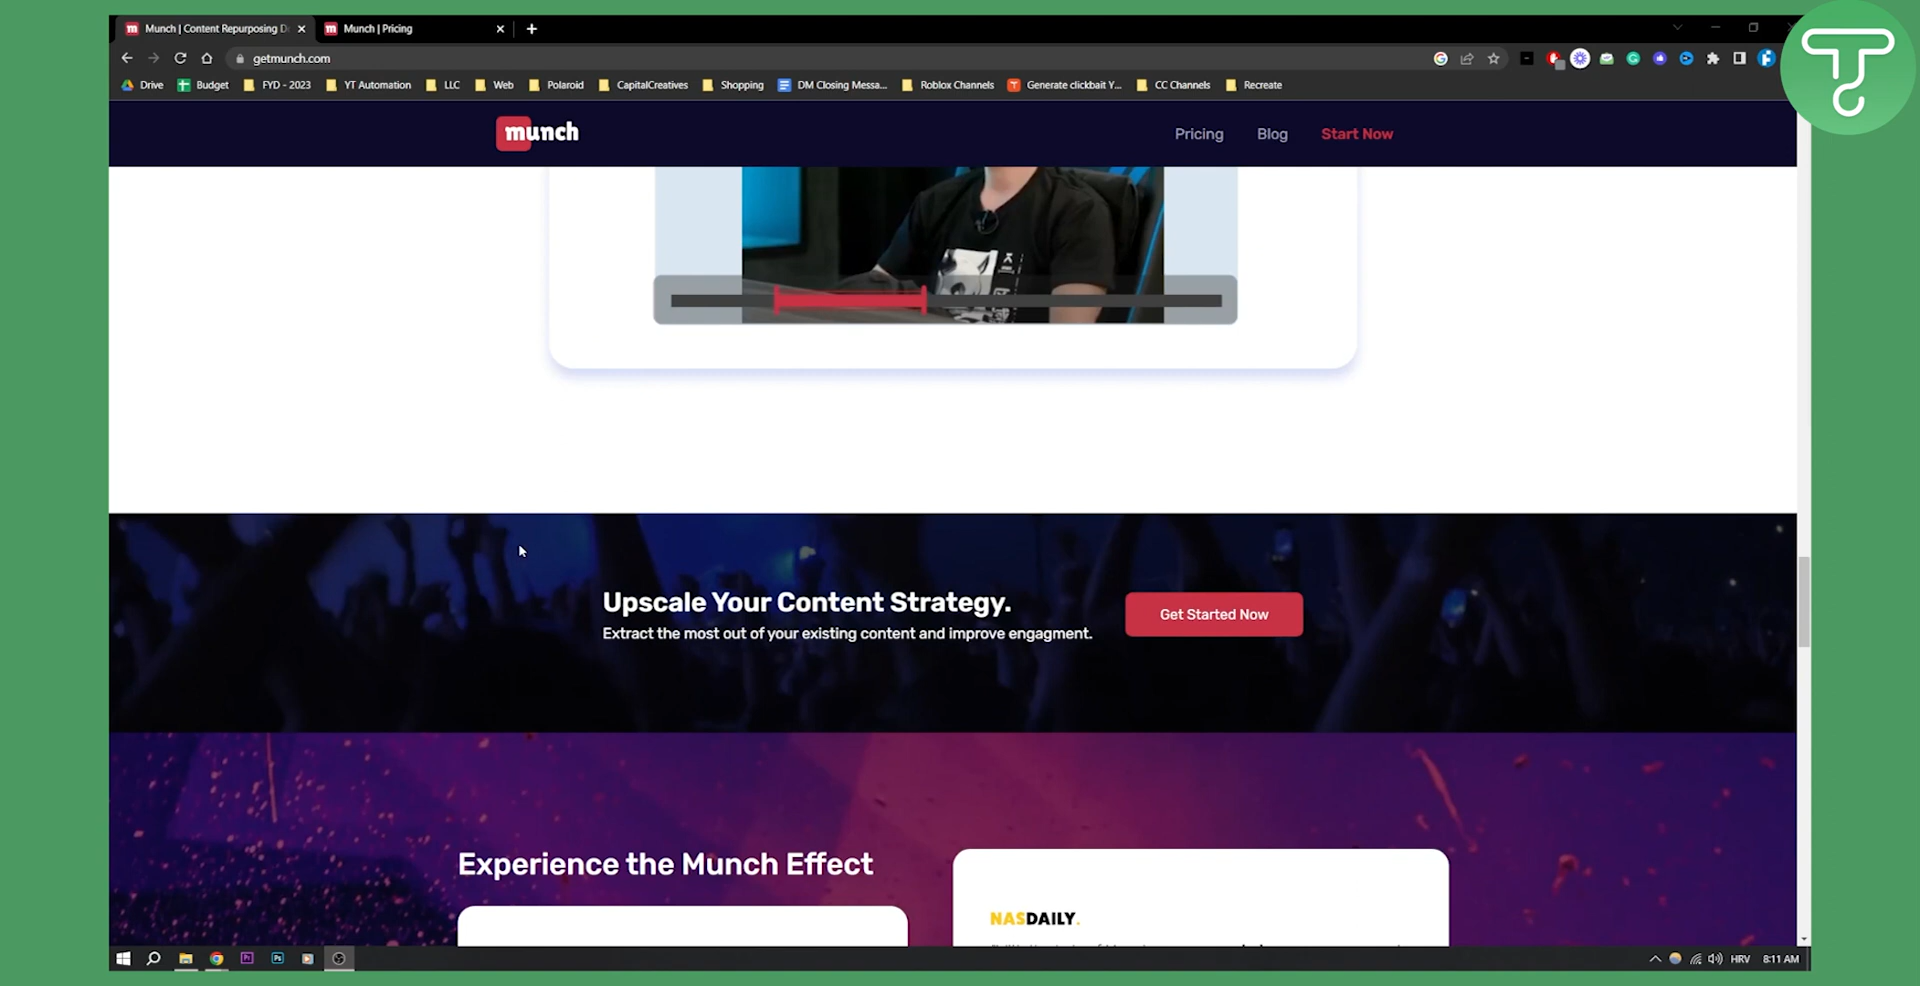 Munch | Content Repurposing D
Munch | Pricing
getmunch.com
Drive
Budget
FYD - 2023
YT Automation
LLC
Web
Polaroid
CapitalCreatives
Shopping
DM Closing Messa...
Roblox Channels
Generate clickbait Y...
CC Channels
Recreate
munch
Pricing
Blog
Start Now
Upscale Your Content Strategy.
Extract the most out of your existing content and improve engagment.
Get Started Now
Experience the Munch Effect
NASDAILY.
HRV
8:11 AM